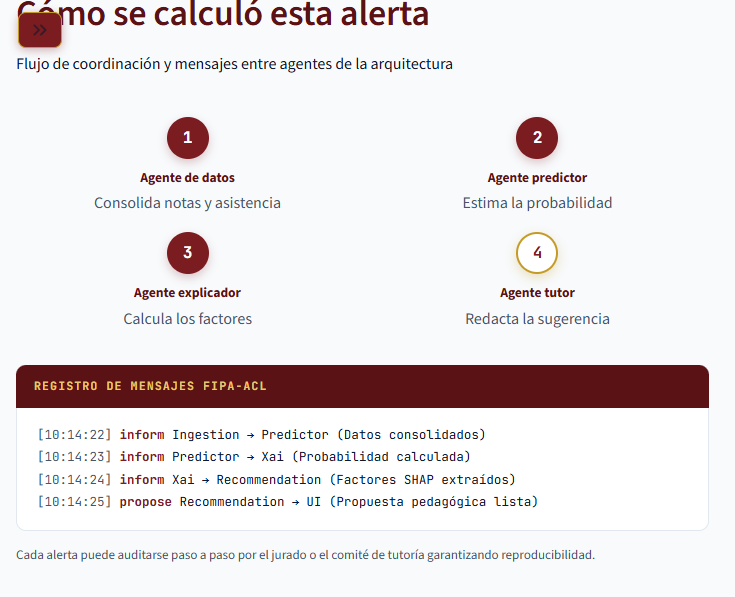 Cómo se calculó esta alerta
»
Flujo de coordinación y mensajes entre agentes de la arquitectura
1
Agente de datos
Consolida notas y asistencia
2
Agente predictor
Estima la probabilidad
3
Agente explicador
Calcula los factores
4
Agente tutor
Redacta la sugerencia
REGISTRO DE MENSAJES FIPA-ACL
[10:14:22] inform Ingestion → Predictor (Datos consolidados)
[10:14:23] inform Predictor → Xai (Probabilidad calculada)
[10:14:24] inform Xai → Recommendation (Factores SHAP extraídos)
[10:14:25] propose Recommendation → UI (Propuesta pedagógica lista)
Cada alerta puede auditarse paso a paso por el jurado o el comité de tutoría garantizando reproducibilidad.